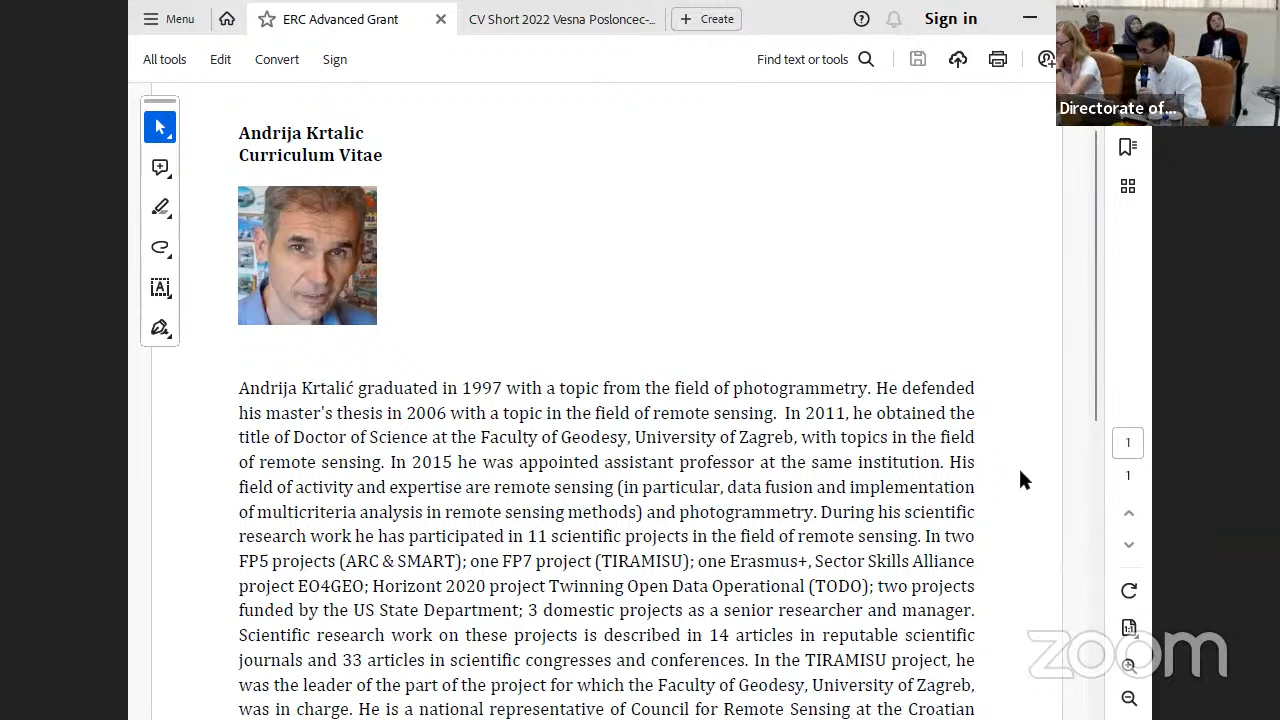 Menu
ERC Advanced Grant
CV Short 2022 Vesna Posloncec-...
Create
Sign in
All tools
Edit
Convert
Sign
Find text or tools
Directorate of...
Andrija Krtalic
Curriculum Vitae
Andrija Krtalić graduated in 1997 with a topic from the field of photogrammetry. He defended
his master's thesis in 2006 with a topic in the field of remote sensing. In 2011, he obtained the
title of Doctor of Science at the Faculty of Geodesy, University of Zagreb, with topics in the field
of remote sensing. In 2015 he was appointed assistant professor at the same institution. His
field of activity and expertise are remote sensing (in particular, data fusion and implementation
of multicriteria analysis in remote sensing methods) and photogrammetry. During his scientific
research work he has participated in 11 scientific projects in the field of remote sensing. In two
FP5 projects (ARC & SMART); one FP7 project (TIRAMISU); one Erasmus+, Sector Skills Alliance
project EO4GEO; Horizont 2020 project Twinning Open Data Operational (TODO); two projects
funded by the US State Department; 3 domestic projects as a senior researcher and manager.
Scientific research work on these projects is described in 14 articles in reputable scientific
journals and 33 articles in scientific congresses and conferences. In the TIRAMISU project, he
was the leader of the part of the project for which the Faculty of Geodesy, University of Zagreb,
was in charge. He is a national representative of Council for Remote Sensing at the Croatian
1
1
1:1
zoom